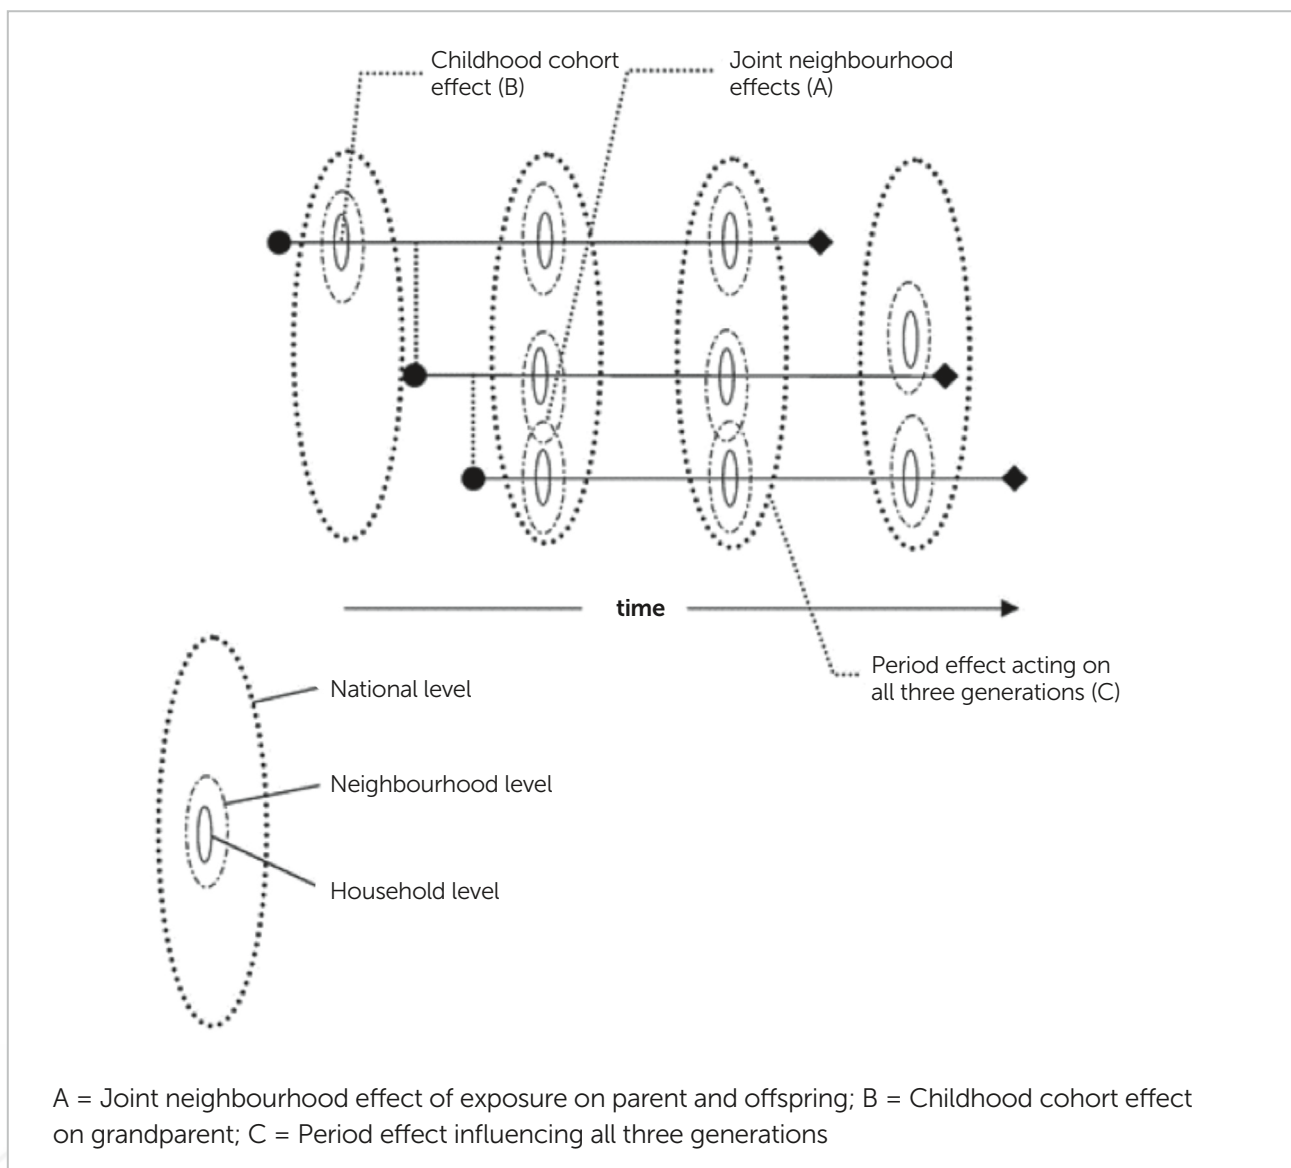 Childhood cohort
effect (B)
Joint neighbourhood
effects (A)
time
Period effect acting on
all three generations (C)
National level
Neighbourhood level
Household level
A = Joint neighbourhood effect of exposure on parent and offspring; B = Childhood cohort effect
on grandparent; C = Period effect influencing all three generations